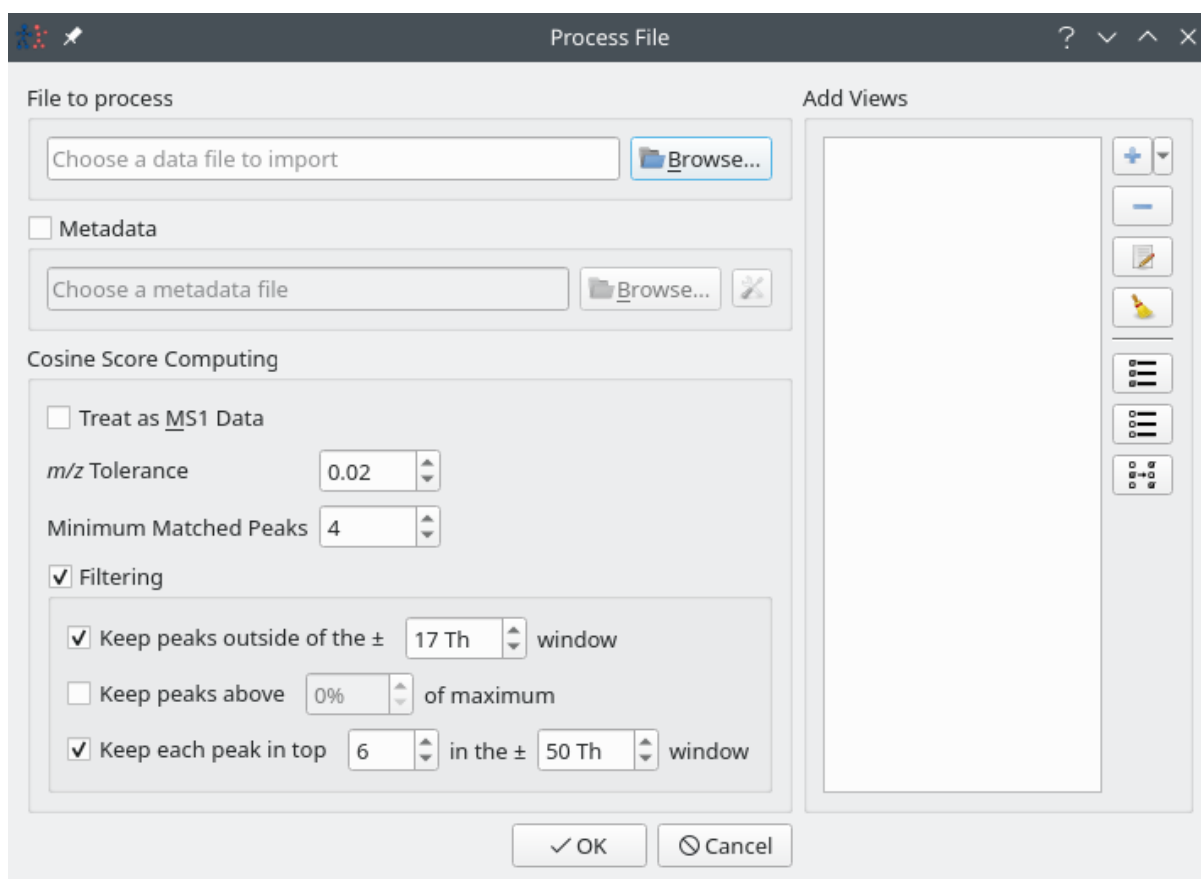 Process File
File to process
Add Views
Choose a data file to import
Browse...
Metadata
Choose a metadata file
Browse...
Cosine Score Computing
Treat as MS1 Data
m/z Tolerance 0.02
Minimum Matched Peaks 4
Filtering
Keep peaks outside of the ± 17 Th window
Keep peaks above 0% of maximum
Keep each peak in top 6 in the ± 50 Th window
OK
Cancel